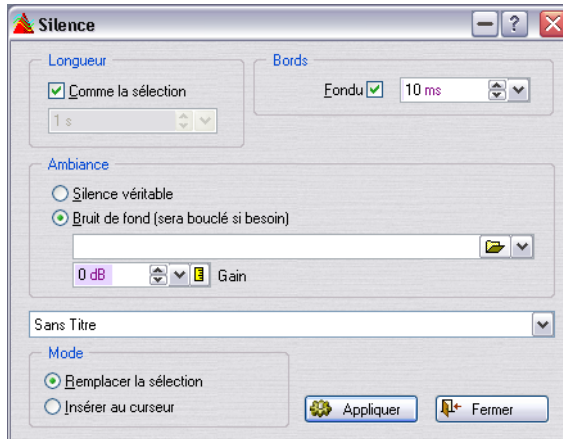 Silence
Longueur
Comme la sélection
1 s
Bords
Fondu
10 ms
Ambiance
Silence véritable
Bruit de fond (sera bouclé si besoin)
0 dB
Gain
Sans Titre
Mode
Remplacer la sélection
Insérer au curseur
Appliquer
Fermer